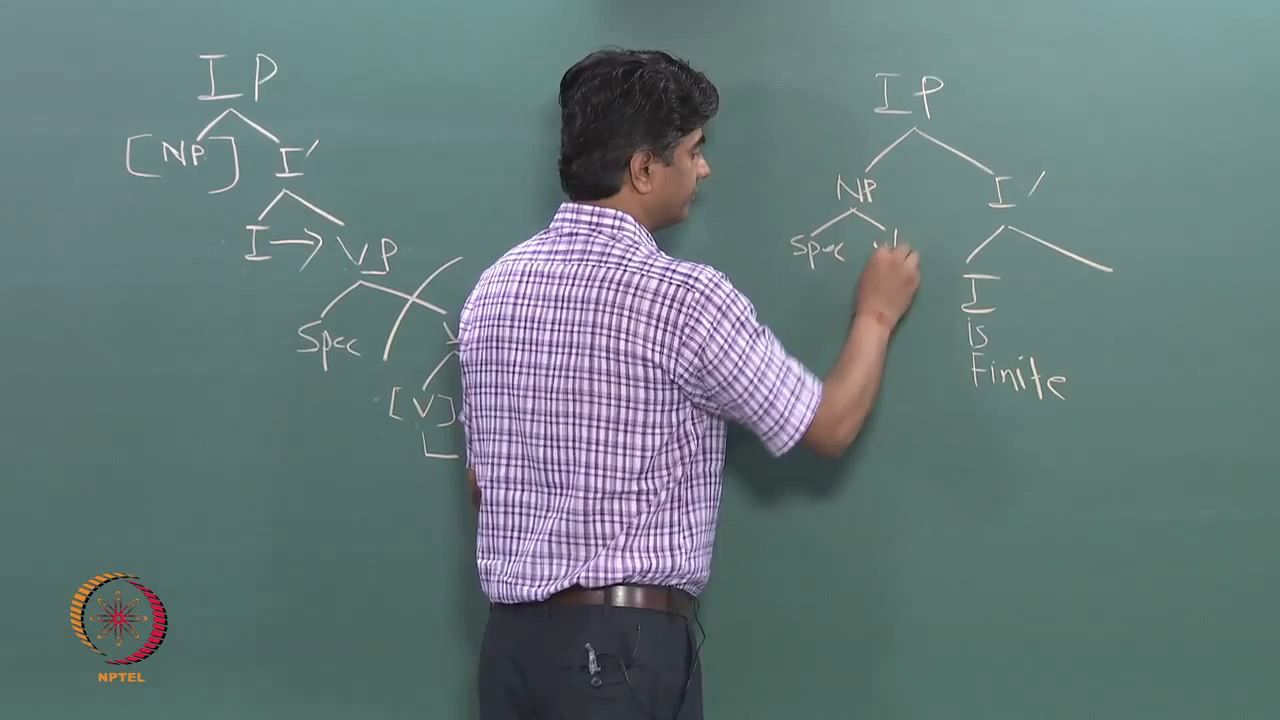 IP
[NP] I′
I → VP
Spec
[V]
IP
NP I′
Spec
I
is
Finite
NPTEL